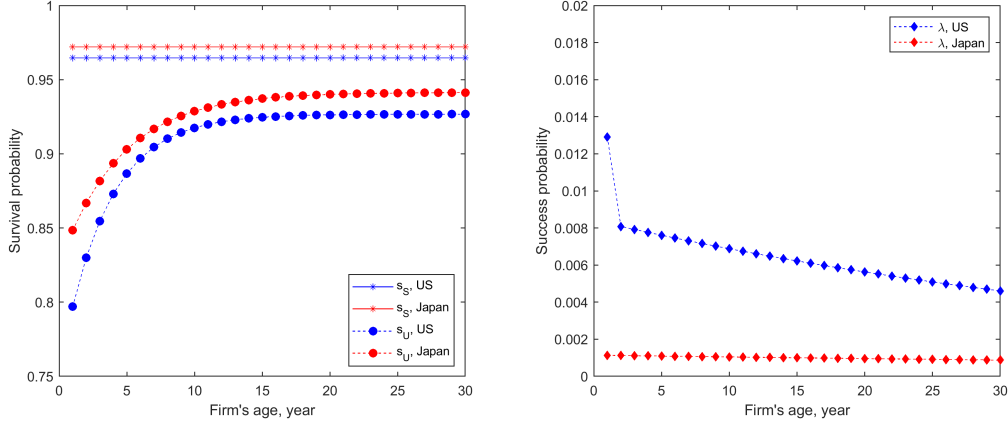 1
0.95
0.9
0.85
0.8
0.75
Survival probability
s_S, US
s_S, Japan
s_U, US
s_U, Japan
0 5 10 15 20 25 30
Firm's age, year
0.02
0.018
0.016
0.014
0.012
0.01
0.008
0.006
0.004
0.002
0
Success probability
λ, US
λ, Japan
0 5 10 15 20 25 30
Firm's age, year